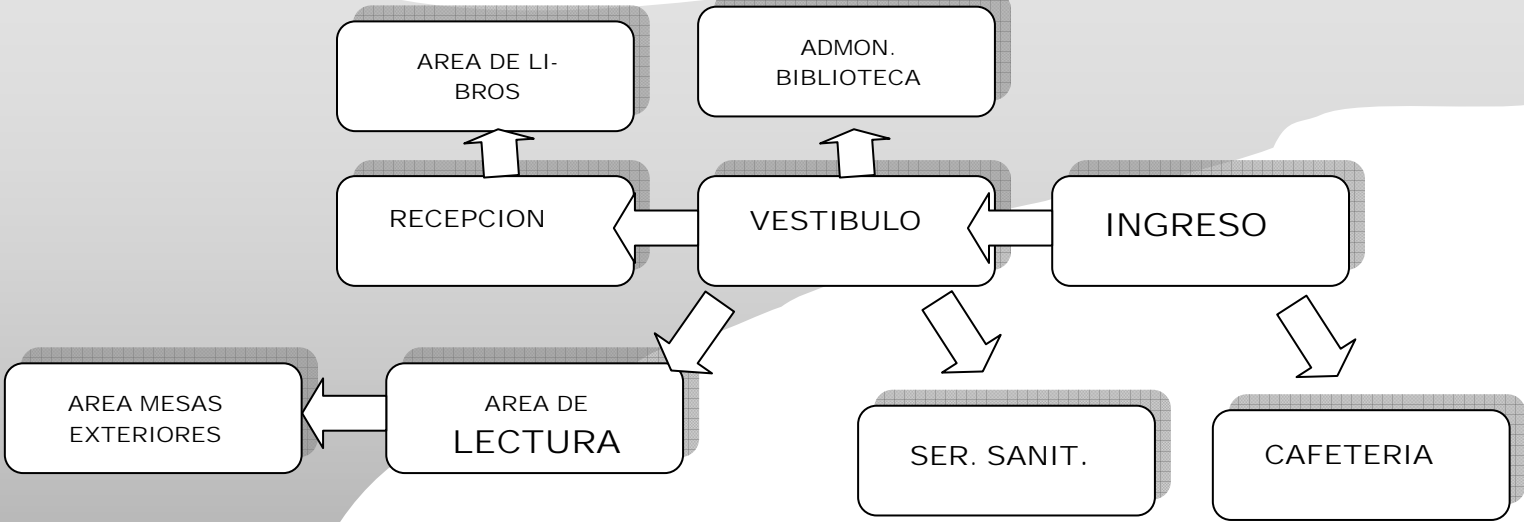 AREA DE LI-
BROS
ADMON.
BIBLIOTECA
RECEPCION
VESTIBULO
INGRESO
AREA MESAS
EXTERIORES
AREA DE
LECTURA
SER. SANIT.
CAFETERIA